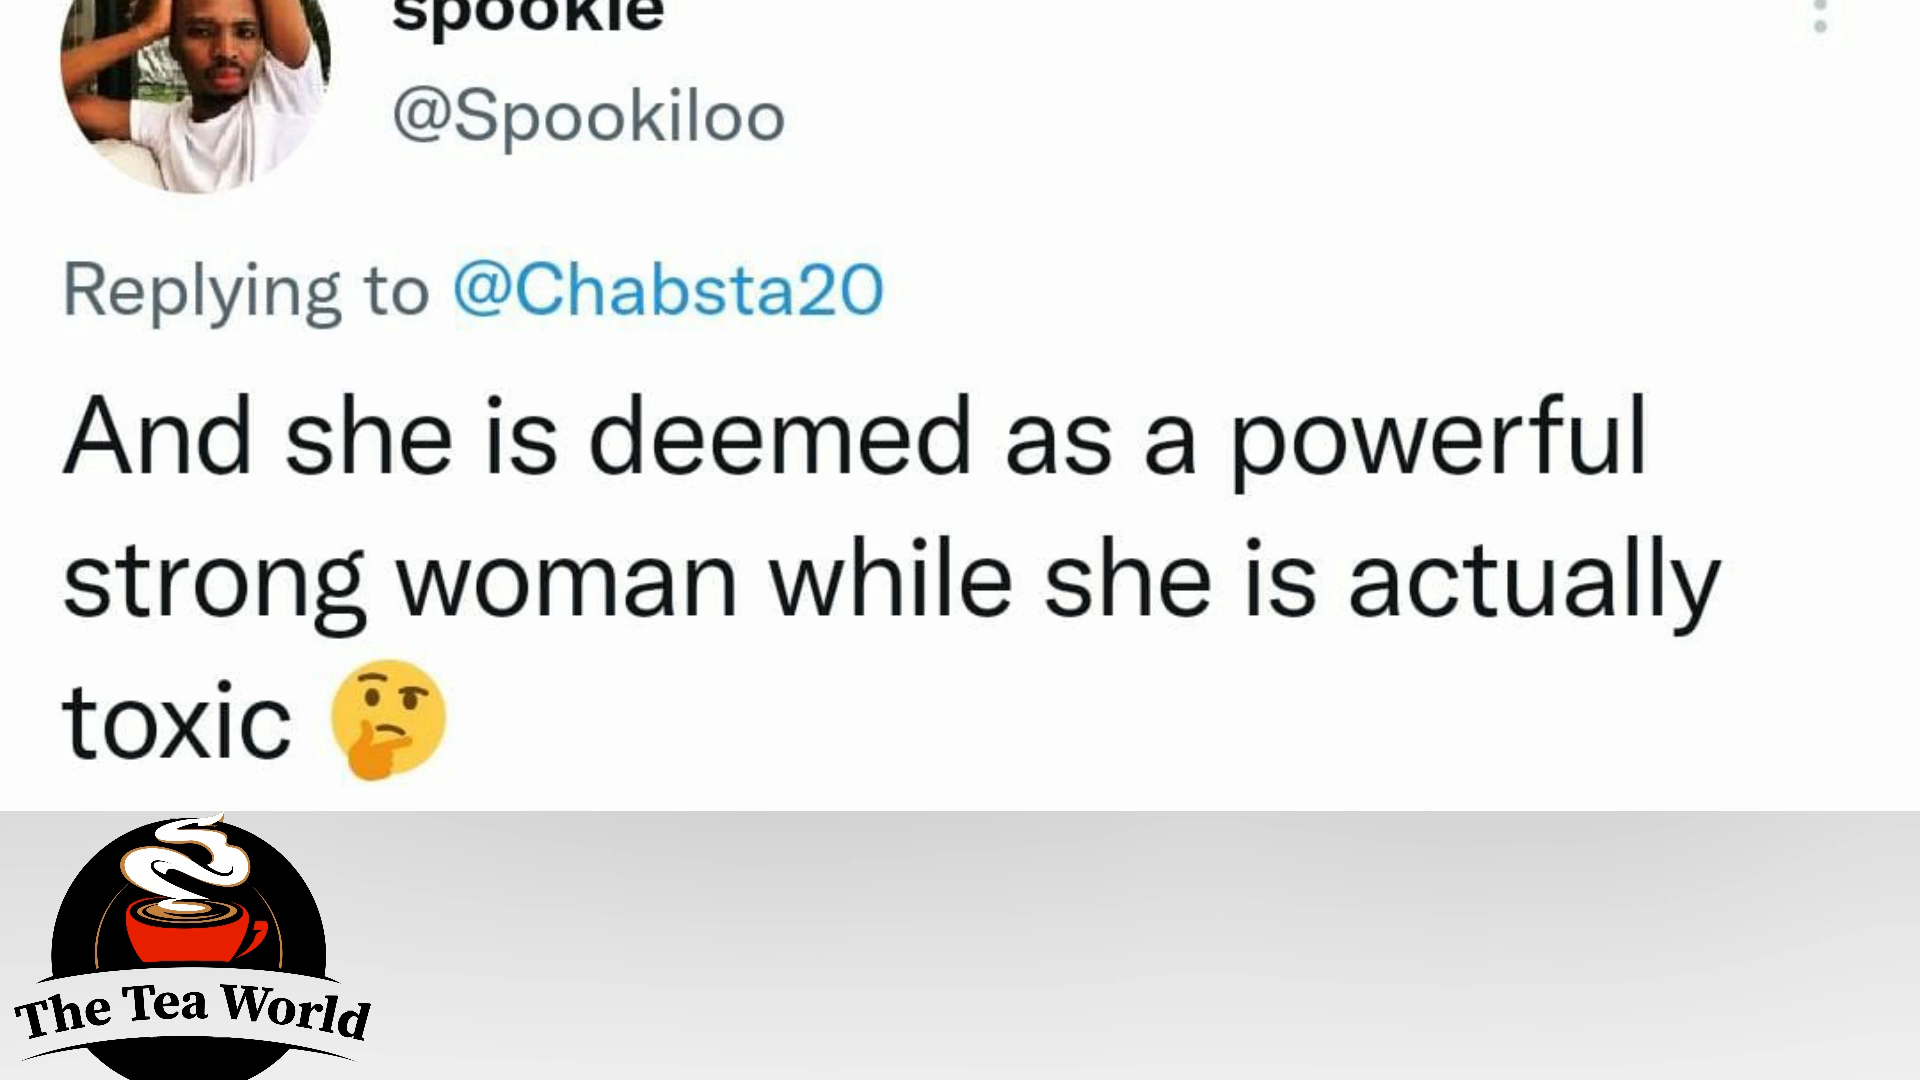 spookie
@Spookiloo
Replying to @Chabsta20
And she is deemed as a powerful
strong woman while she is actually
toxic 🤔
The Tea World